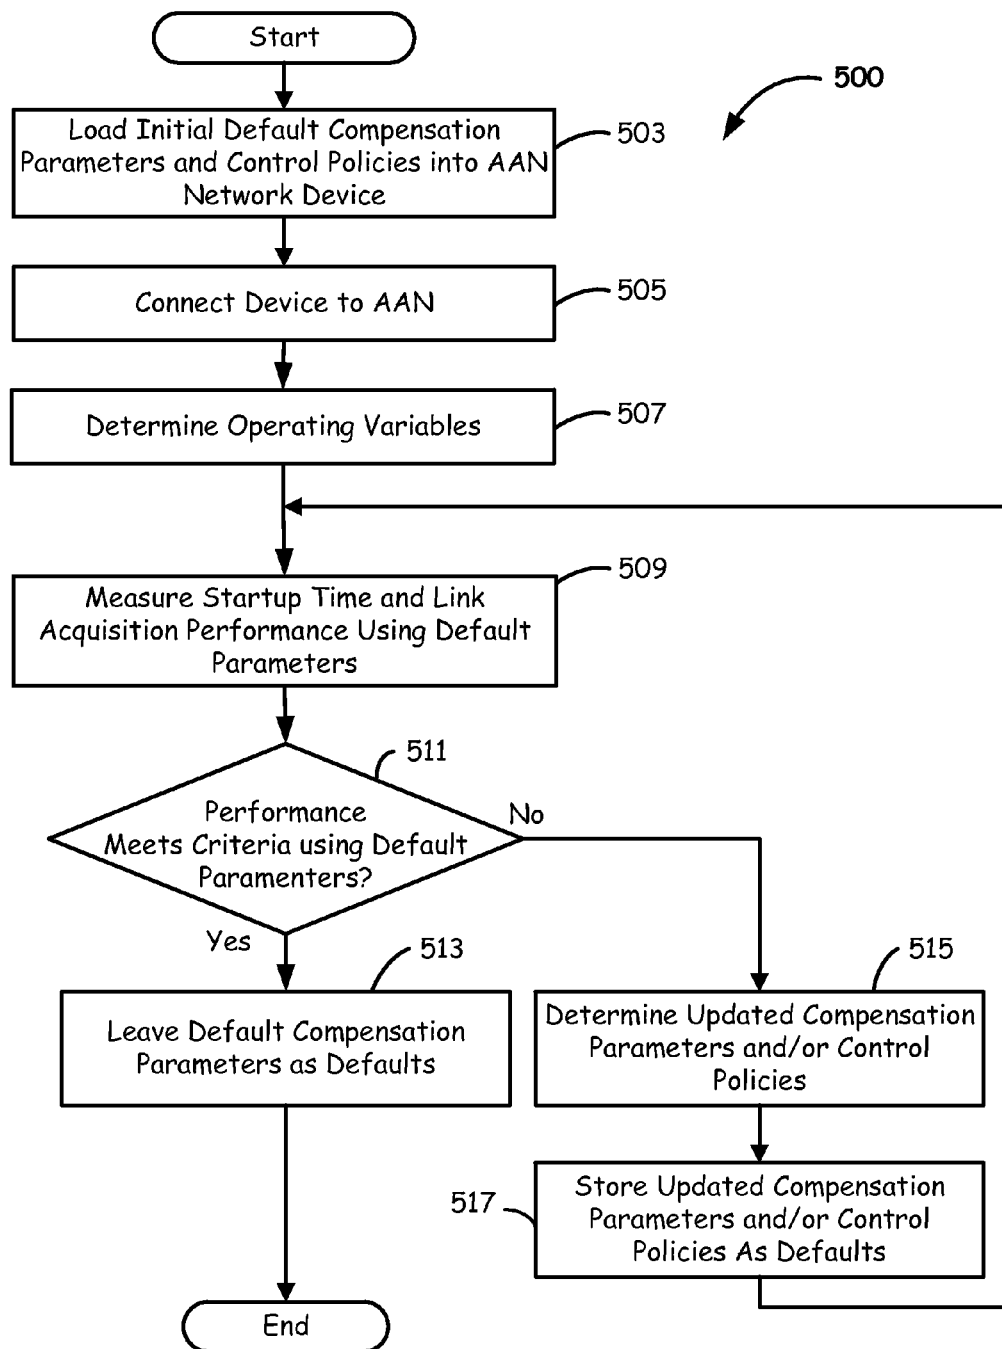 Start
500
Load Initial Default Compensation
Parameters and Control Policies into AAN
Network Device
503
Connect Device to AAN
505
Determine Operating Variables
507
Measure Startup Time and Link
Acquisition Performance Using Default
Parameters
509
511
Performance
Meets Criteria using Default
Paramenters?
No
Yes
513
Leave Default Compensation
Parameters as Defaults
515
Determine Updated Compensation
Parameters and/or Control
Policies
517
Store Updated Compensation
Parameters and/or Control
Policies As Defaults
End